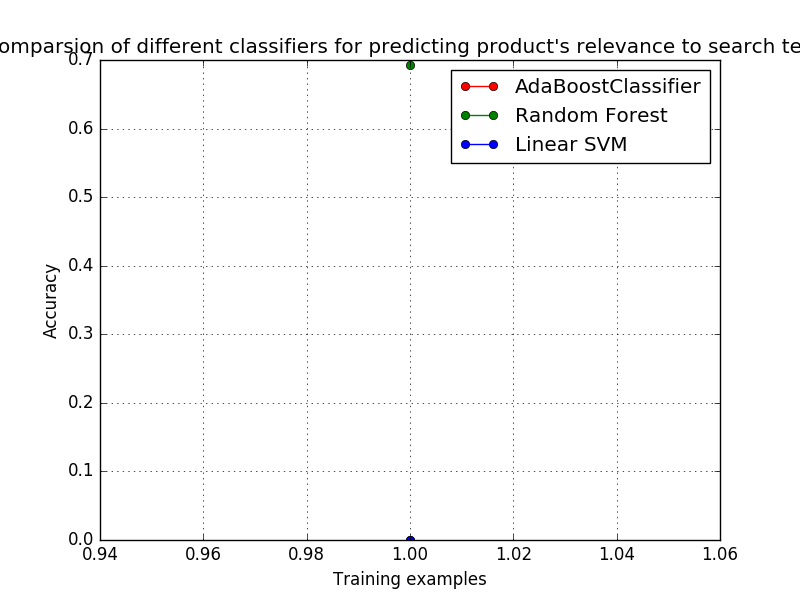 omparsion of different classifiers for predicting product's relevance to search te
0.7
0.6
0.5
0.4
0.3
0.2
0.1
0.0
Accuracy
AdaBoostClassifier
Random Forest
Linear SVM
0.94 0.96 0.98 1.00 1.02 1.04 1.06
Training examples